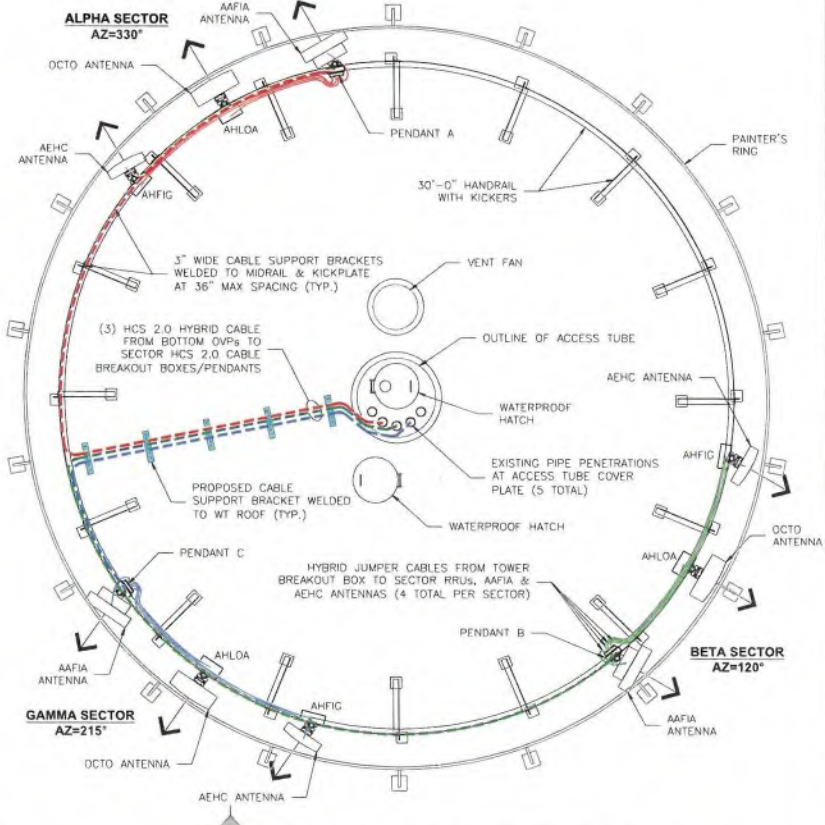 AAFIA
ANTENNA
ALPHA SECTOR
AZ=330°
OCTO ANTENNA
AHLOA
PENDANT A
AEHC
ANTENNA
AHFIG
PAINTER'S
RING
30'-0" HANDRAIL
WITH KICKERS
3" WIDE CABLE SUPPORT BRACKETS
WELDED TO MIDRAIL & KICKPLATE
AT 36" MAX SPACING (TYP.)
VENT FAN
(3) HCS 2.0 HYBRID CABLE
FROM BOTTOM OVPs TO
SECTOR HCS 2.0 CABLE
BREAKOUT BOXES/PENDANTS
OUTLINE OF ACCESS TUBE
AEHC ANTENNA
WATERPROOF
HATCH
AHFIG
EXISTING PIPE PENETRATIONS
AT ACCESS TUBE COVER
PLATE (5 TOTAL)
PROPOSED CABLE
SUPPORT BRACKET WELDED
TO WT ROOF (TYP.)
WATERPROOF HATCH
OCTO
ANTENNA
PENDANT C
AHLOA
HYBRID JUMPER CABLES FROM TOWER
BREAKOUT BOX TO SECTOR RRUs, AAFIA &
AEHC ANTENNAS (4 TOTAL PER SECTOR)
PENDANT B
BETA SECTOR
AZ=120°
AAFIA
ANTENNA
AHLOA
AAFIA
ANTENNA
GAMMA SECTOR
AZ=215°
AHFIG
OCTO ANTENNA
AEHC ANTENNA